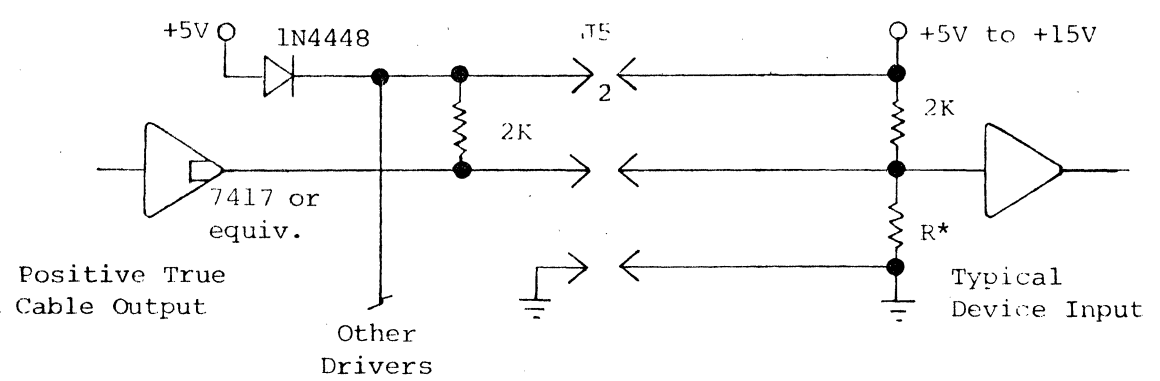 +5V
1N4448
J5
+5V to +15V
2
2K
2K
7417 or
equiv.
R*
Positive True
Cable Output
Typical
Device Input
Other
Drivers